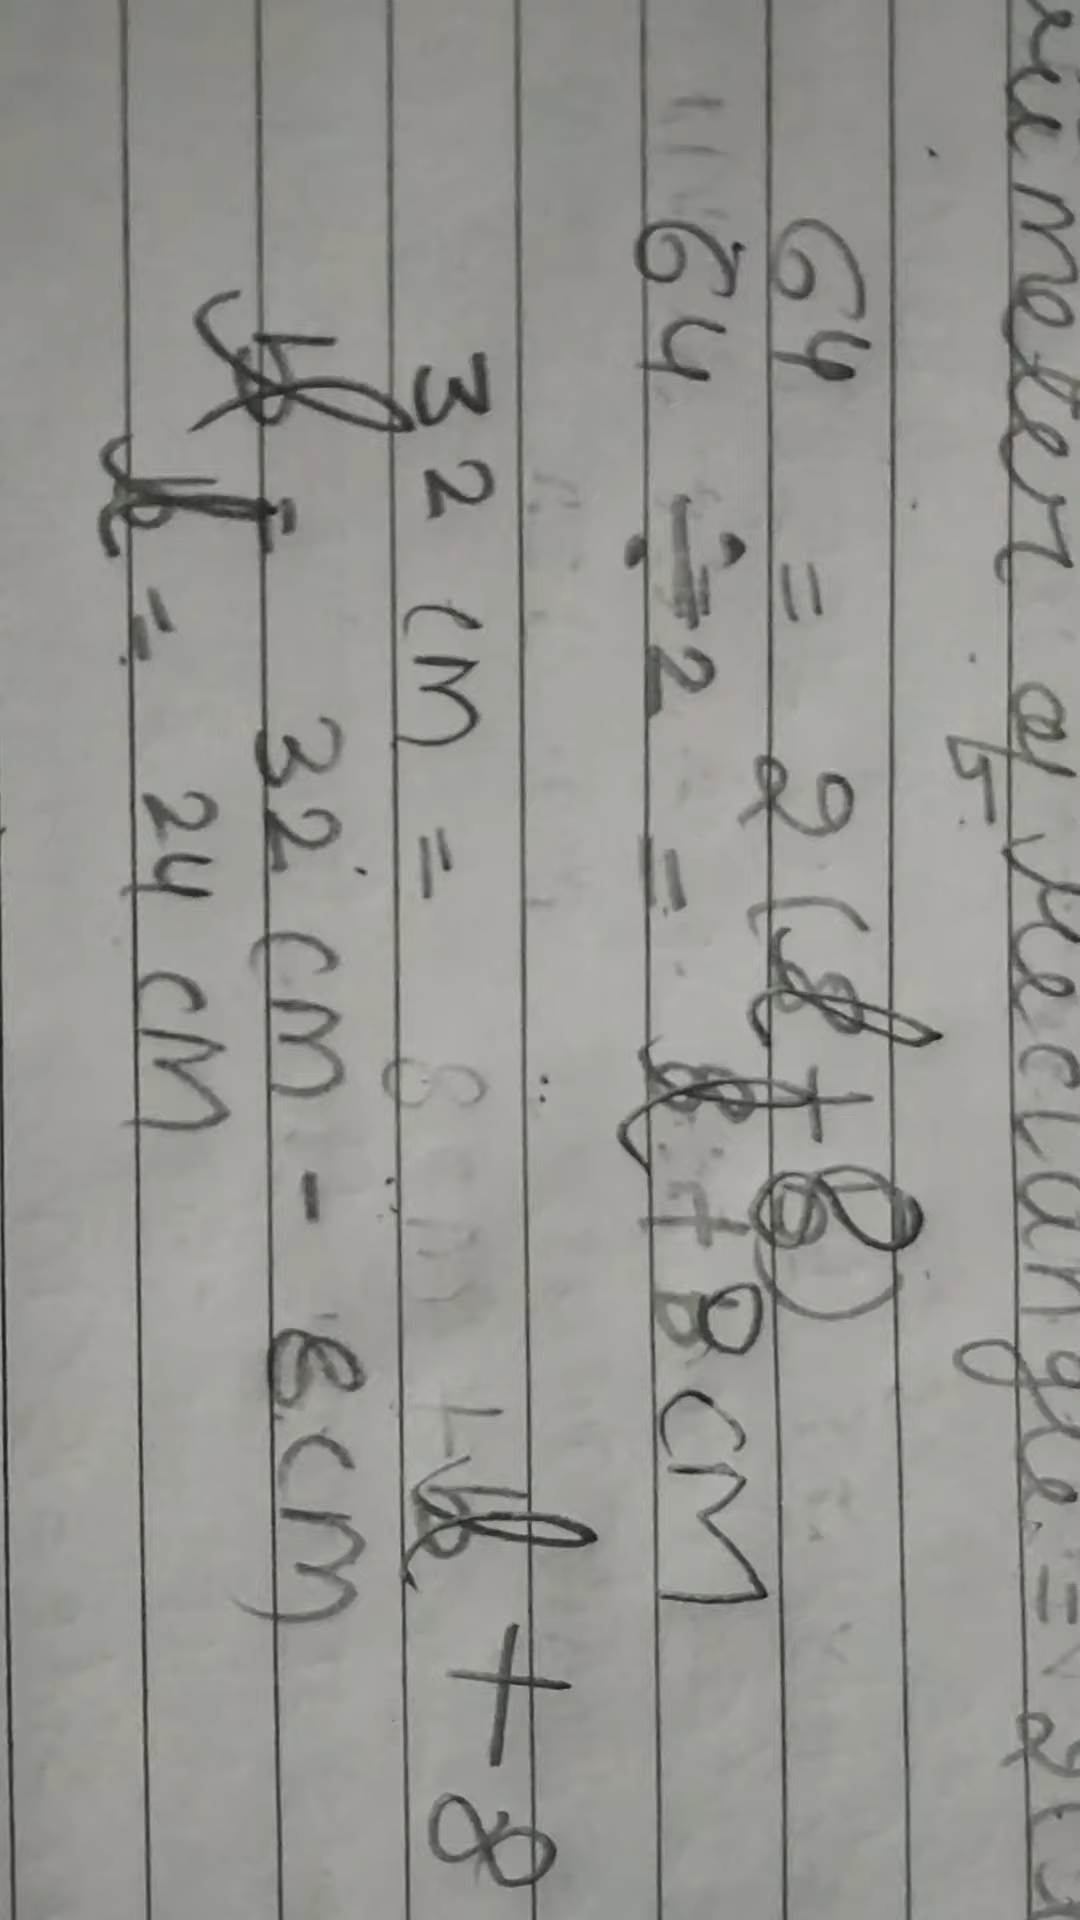 perimeter of rectangle = 2(l
64 = 2(l + 8)
64 ÷ 2 = l + 8 CM
32 cm = l + 8
l = 32 cm - 8 cm
l = 24 cm